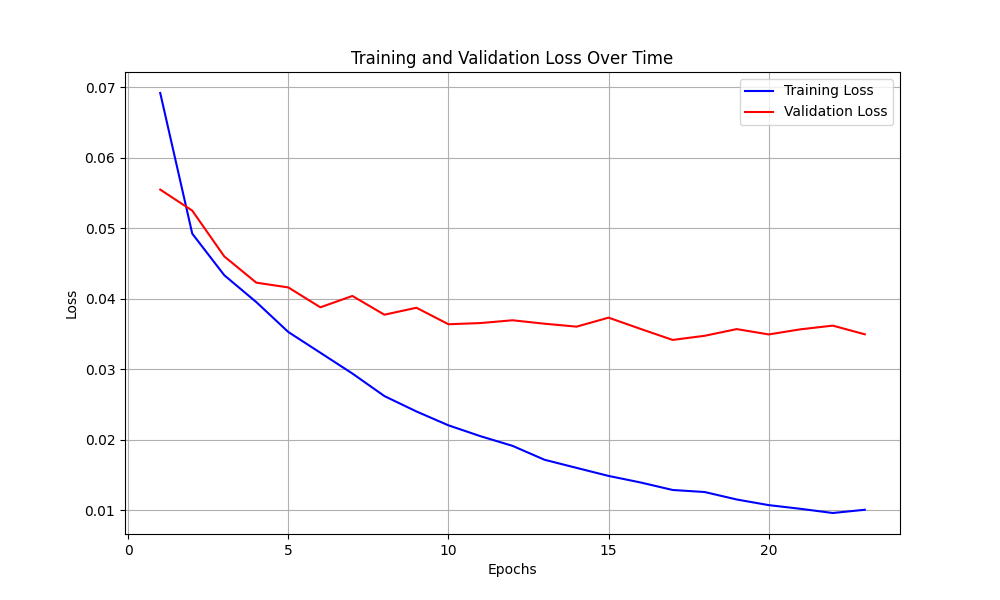 Training and Validation Loss Over Time
Training Loss
Validation Loss
0.07
0.06
0.05
0.04
0.03
0.02
0.01
Loss
0
5
10
15
20
Epochs